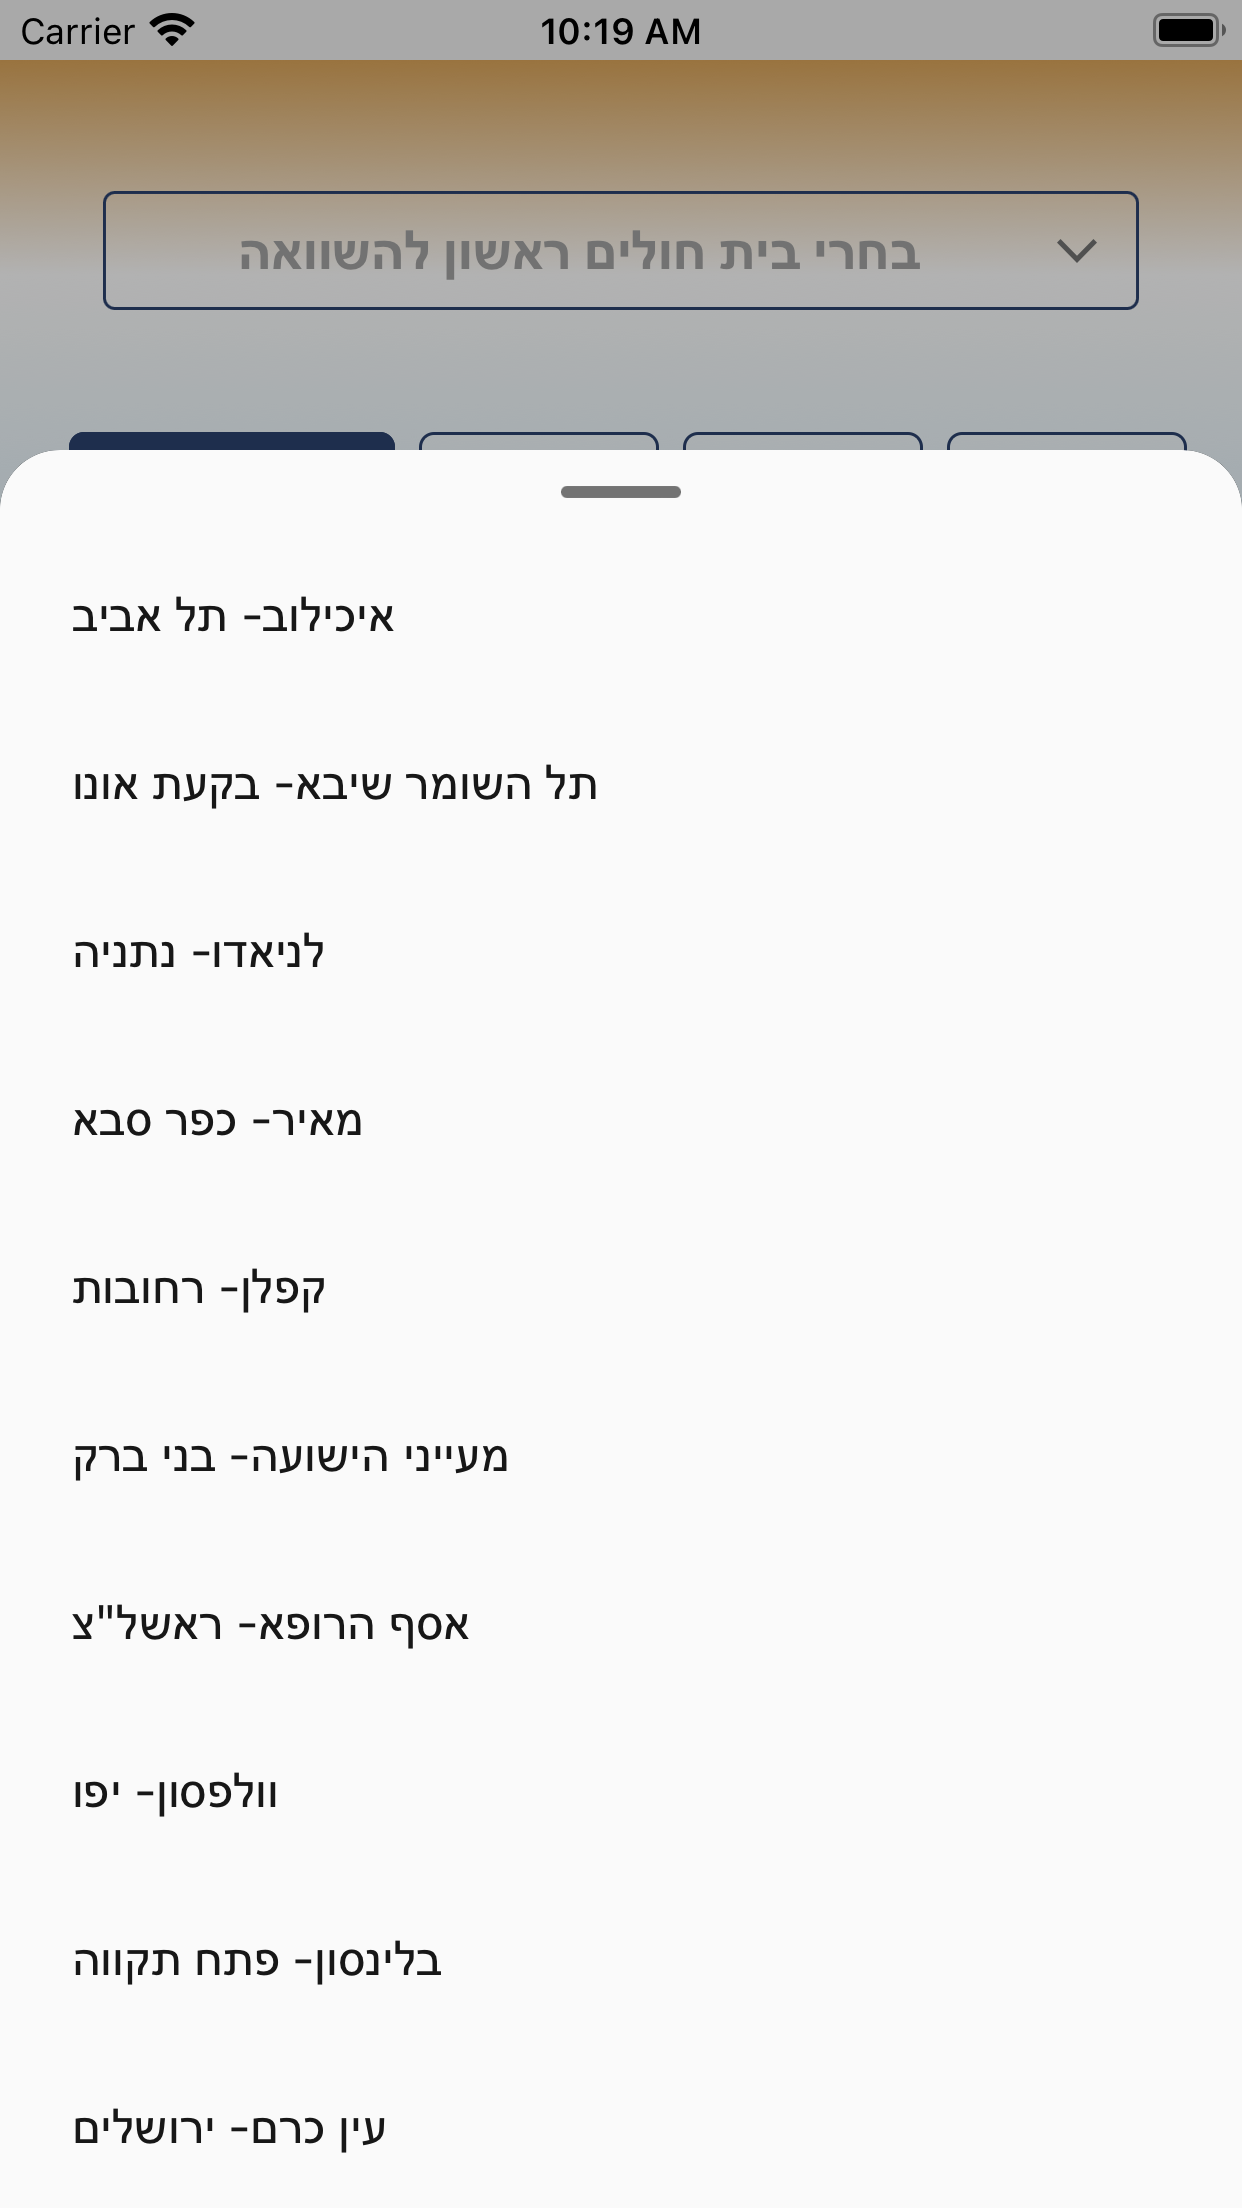 Carrier
10:19 AM
בחרי בית חולים ראשון להשוואה
איכילוב- תל אביב
תל השומר שיבא- בקעת אונו
לניאדו- נתניה
מאיר- כפר סבא
קפלן- רחובות
מעייני הישועה- בני ברק
אסף הרופא- ראשל"צ
וולפסון- יפו
בלינסון- פתח תקווה
עין כרם- ירושלים